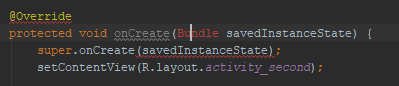 @Override
protected void onCreate(Bundle savedInstanceState) {
super.onCreate(savedInstanceState);
setContentView(R.layout.activity_second);